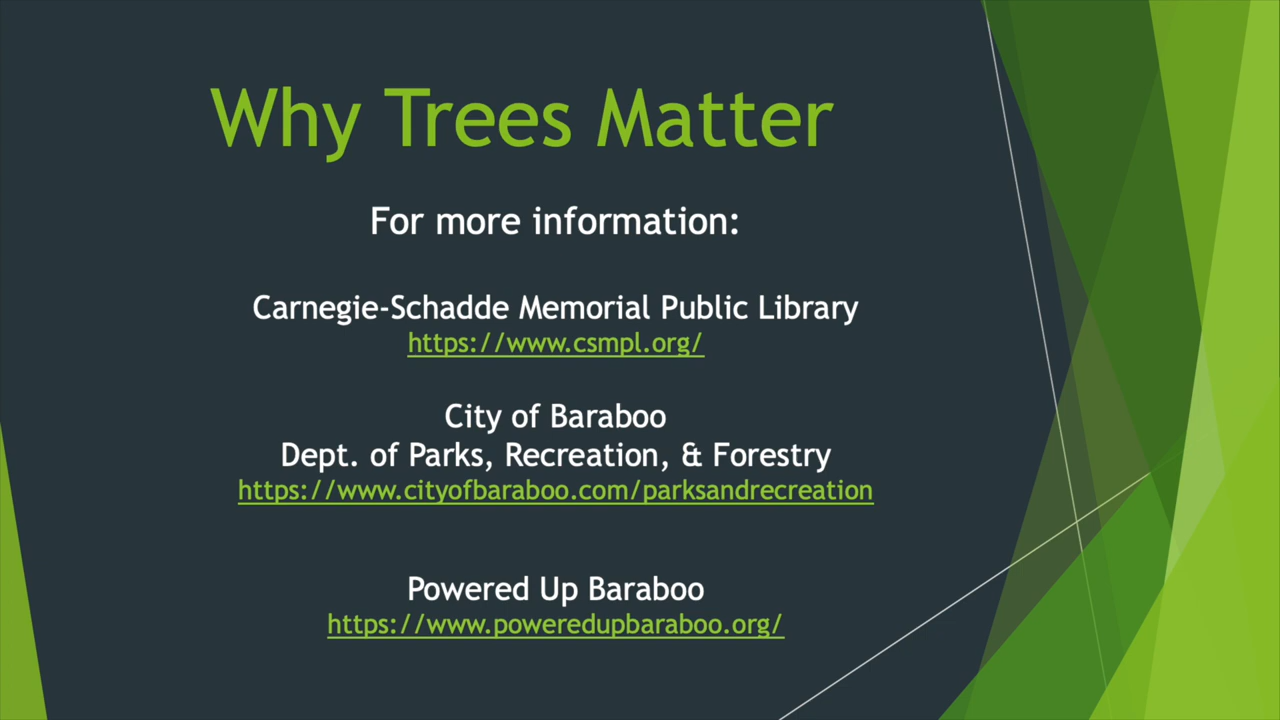 Why Trees Matter
For more information:
Carnegie-Schadde Memorial Public Library
https://www.csmpl.org/
City of Baraboo
Dept. of Parks, Recreation, & Forestry
https://www.cityofbaraboo.com/parksandrecreation
Powered Up Baraboo
https://www.poweredupbaraboo.org/